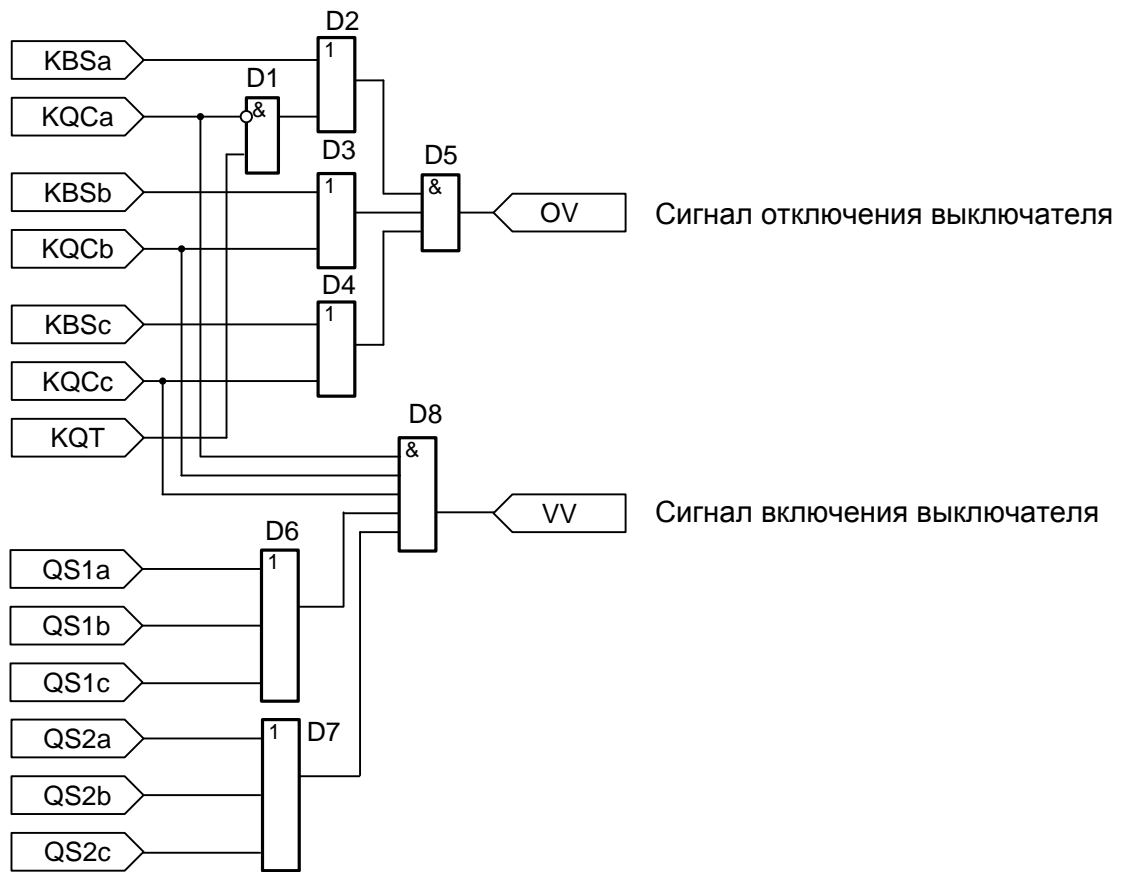 D2
KBSa
1
D1
KQCa
&
D3
D5
KBSb
1
&
OV
Сигнал отключения выключателя
KQCb
D4
KBSc
1
KQCc
D8
KQT
&
VV
Сигнал включения выключателя
D6
QS1a
1
QS1b
QS1c
QS2a
1
D7
QS2b
QS2c